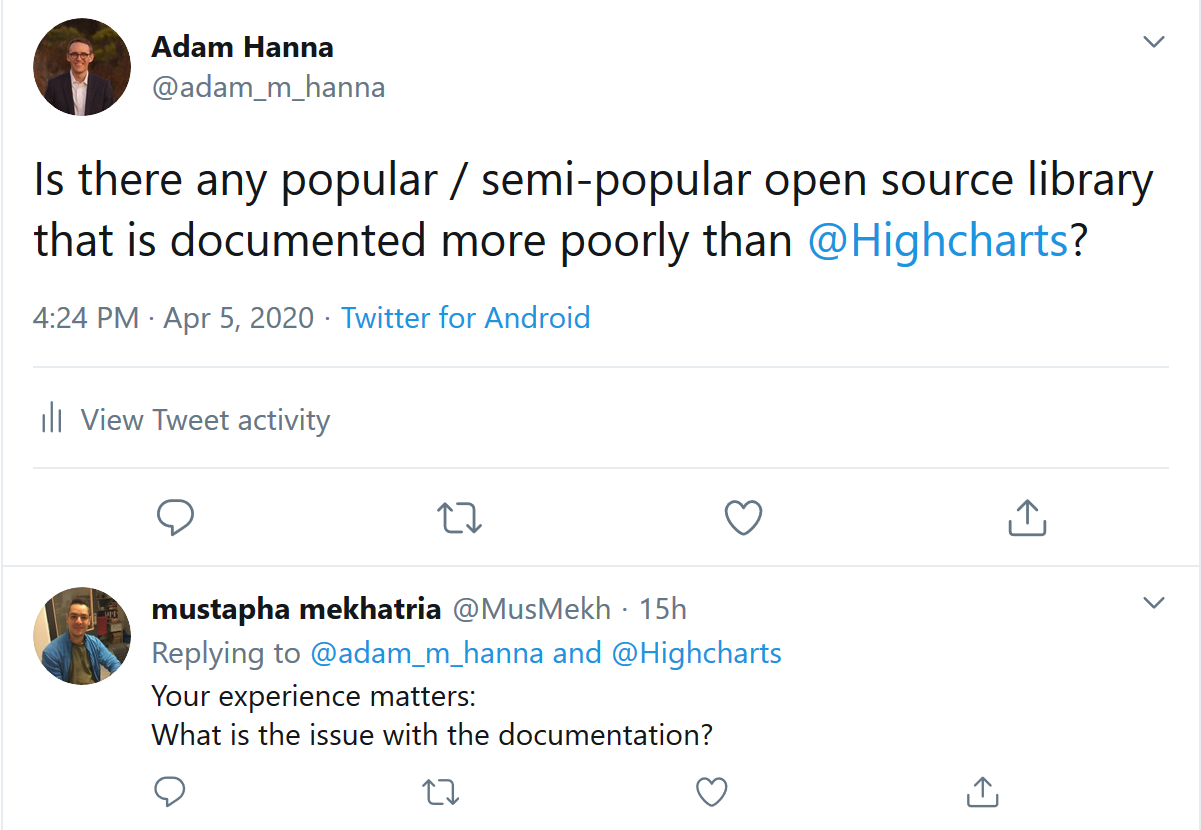 Adam Hanna
@adam_m_hanna
Is there any popular / semi-popular open source library
that is documented more poorly than @Highcharts?
4:24 PM · Apr 5, 2020 · Twitter for Android
View Tweet activity
mustapha mekhatria @MusMekh · 15h
Replying to @adam_m_hanna and @Highcharts
Your experience matters:
What is the issue with the documentation?